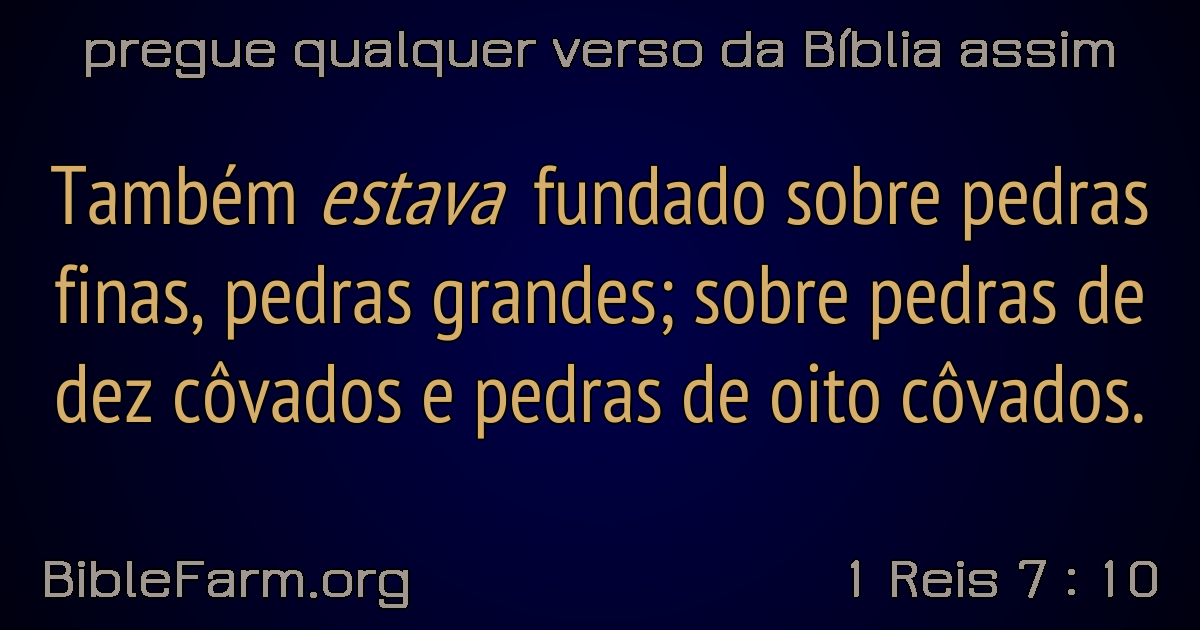 pregue qualquer verso da Bíblia assim
Também estava fundado sobre pedras
finas, pedras grandes; sobre pedras de
dez côvados e pedras de oito côvados.
BibleFarm.org
1 Reis 7 : 10